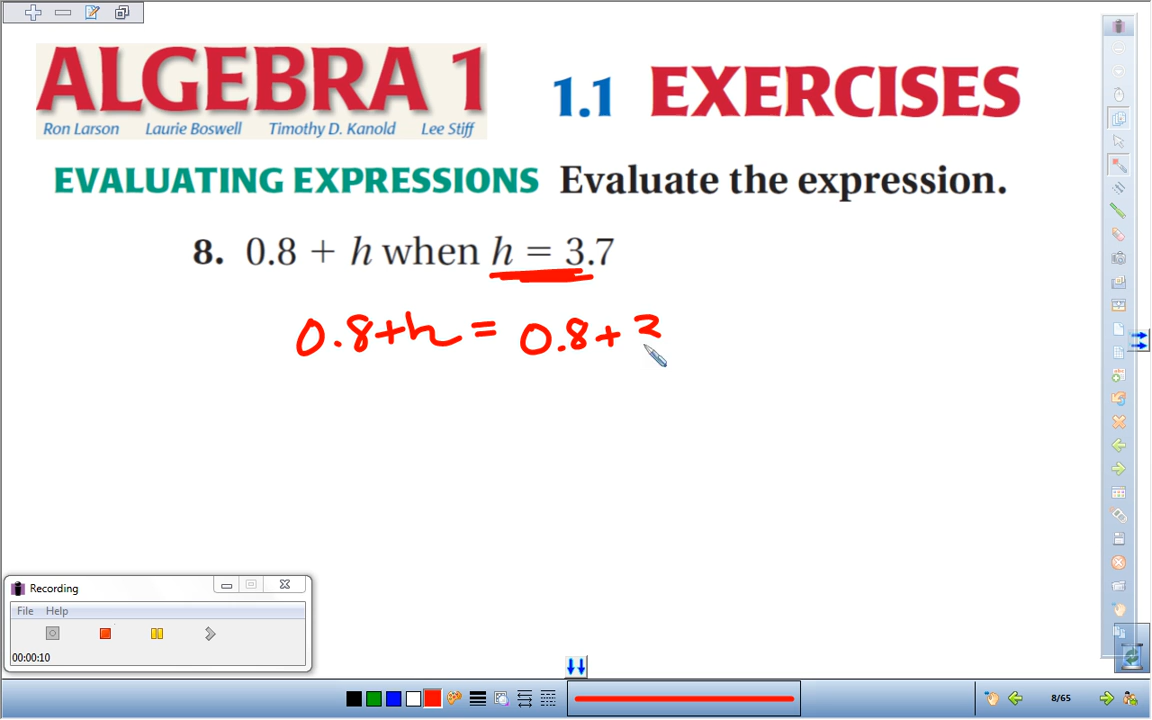 ALGEBRA 1
Ron Larson Laurie Boswell Timothy D. Kanold Lee Stiff
1.1 EXERCISES
EVALUATING EXPRESSIONS Evaluate the expression.
8. 0.8 + h when h = 3.7
0.8+h = 0.8+3
Recording
File Help
00:00:10
8/65